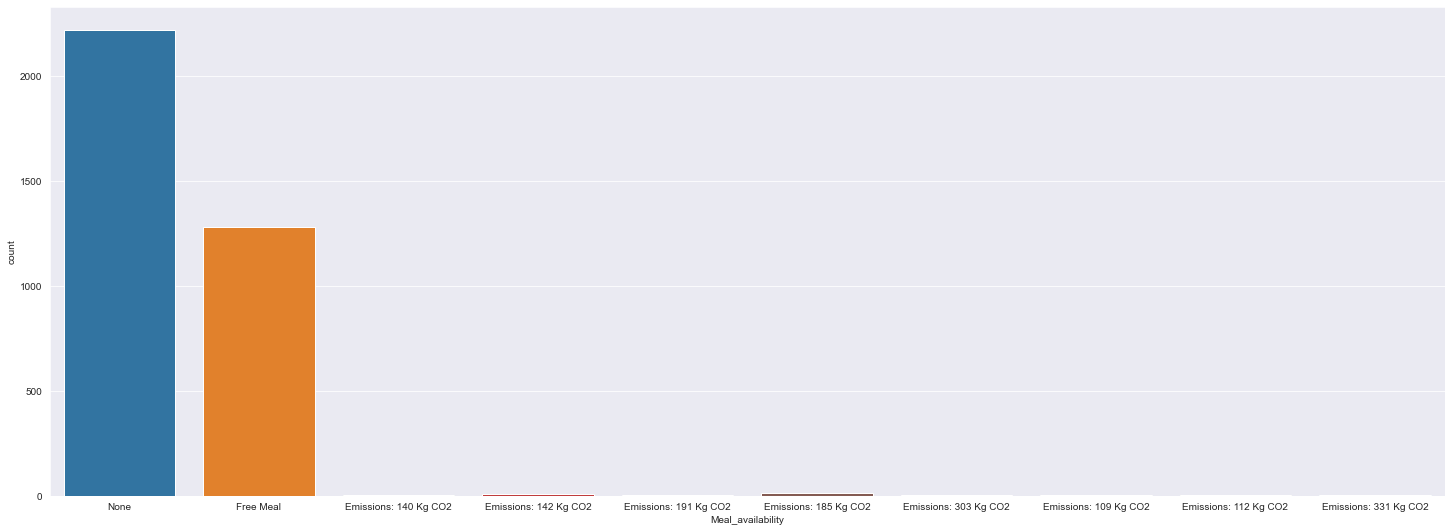 2000
1500
1000
500
0
count
None Free Meal Emissions: 140 Kg CO2 Emissions: 142 Kg CO2 Emissions: 191 Kg CO2 Emissions: 185 Kg CO2 Emissions: 303 Kg CO2 Emissions: 109 Kg CO2 Emissions: 112 Kg CO2 Emissions: 331 Kg CO2
Meal_availability